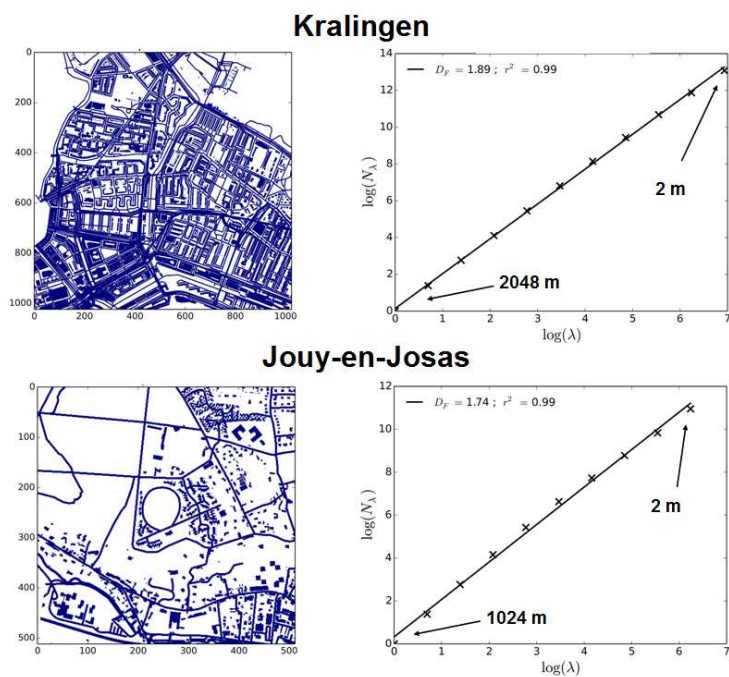 Kralingen
0
200
400
600
800
1000
0 200 400 600 800 1000
14
12
10
8
6
4
2
0
log(N_λ)
D_F = 1.89 ; r² = 0.99
2 m
2048 m
0 1 2 3 4 5 6 7
log(λ)
Jouy-en-Josas
0
100
200
300
400
500
0 100 200 300 400 500
12
10
8
6
4
2
0
log(N_λ)
D_F = 1.74 ; r² = 0.99
2 m
1024 m
0 1 2 3 4 5 6 7
log(λ)